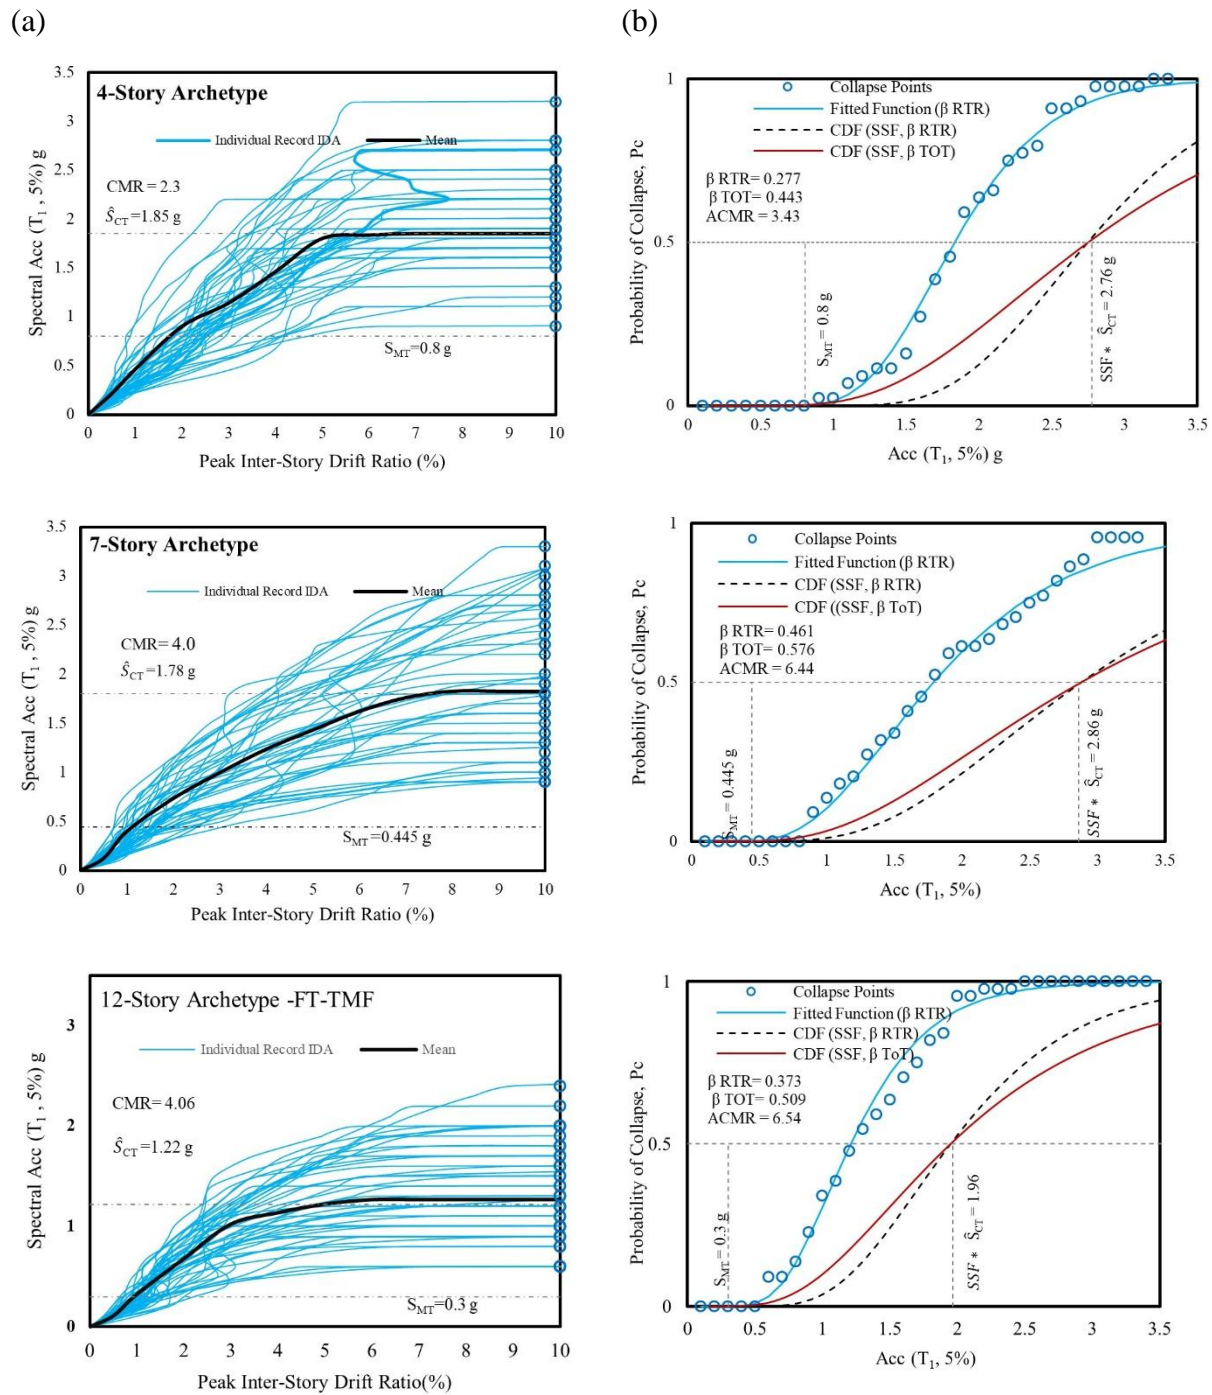 (a)
(b)
3.5
3
2.5
2
1.5
1
0.5
0
Spectral Acc (T1 , 5%) g
4-Story Archetype
Individual Record IDA
Mean
CMR = 2.3
ŜCT =1.85 g
SMT=0.8 g
0 1 2 3 4 5 6 7 8 9 10
Peak Inter-Story Drift Ratio (%)
1
0.5
0
Probability of Collapse, Pc
Collapse Points
Fitted Function (β RTR)
CDF (SSF, β RTR)
CDF (SSF, β TOT)
β RTR= 0.277
β TOT= 0.443
ACMR = 3.43
SMT = 0.8 g
SSF * ŜCT = 2.76 g
0 0.5 1 1.5 2 2.5 3 3.5
Acc (T1, 5%) g
3.5
3
2.5
2
1.5
1
0.5
0
Spectral Acc (T1 , 5%) g
7-Story Archetype
Individual Record IDA
Mean
CMR= 4.0
ŜCT =1.78 g
SMT=0.445 g
0 1 2 3 4 5 6 7 8 9 10
Peak Inter-Story Drift Ratio (%)
1
0.5
0
Probability of Collapse, Pc
Collapse Points
Fitted Function (β RTR)
CDF (SSF, β RTR)
CDF ((SSF, β ToT)
β RTR= 0.461
β TOT= 0.576
ACMR = 6.44
SMT = 0.445 g
SSF * ŜCT = 2.86 g
0 0.5 1 1.5 2 2.5 3 3.5
Acc (T1, 5%)
3
2
1
0
Spectral Acc (T1 , 5%) g
12-Story Archetype -FT-TMF
Individual Record IDA
Mean
CMR= 4.06
ŜCT =1.22 g
SMT=0.3 g
0 1 2 3 4 5 6 7 8 9 10
Peak Inter-Story Drift Ratio(%)
1
0.5
0
Probability of Collapse, Pc
Collapse Points
Fitted Function (β RTR)
CDF (SSF, β RTR)
CDF (SSF, β ToT)
β RTR= 0.373
β TOT= 0.509
ACMR = 6.54
SMT = 0.3 g
SSF * ŜCT = 1.96
0 0.5 1 1.5 2 2.5 3 3.5
Acc (T1, 5%)